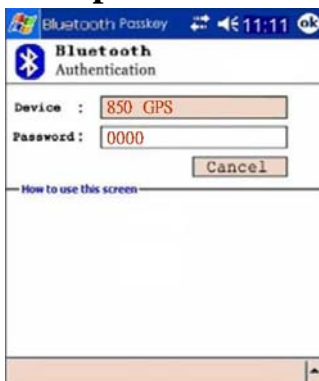 Bluetooth Passkey 11:11 ok
Bluetooth
Authentication
Device : 850 GPS
Password: 0000
Cancel
How to use this screen